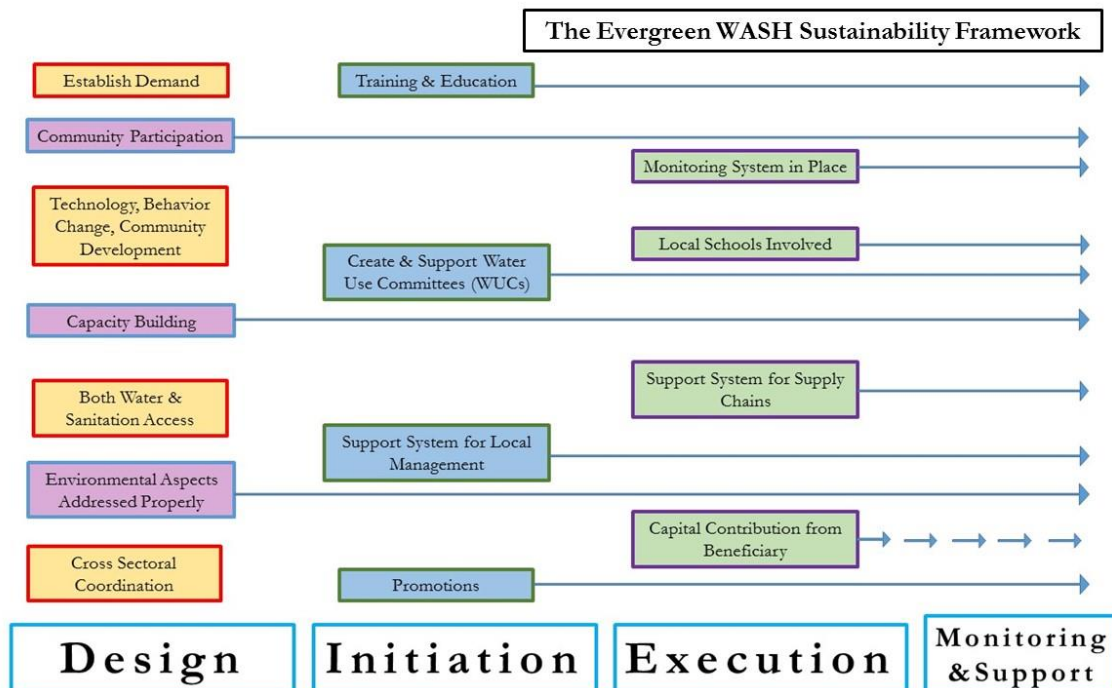 The Evergreen WASH Sustainability Framework
Establish Demand
Training & Education
Community Participation
Monitoring System in Place
Technology, Behavior
Change, Community
Development
Local Schools Involved
Create & Support Water
Use Committees (WUCs)
Capacity Building
Support System for Supply
Chains
Both Water &
Sanitation Access
Support System for Local
Management
Environmental Aspects
Addressed Properly
Capital Contribution from
Beneficiary
Cross Sectoral
Coordination
Promotions
Design
Initiation
Execution
Monitoring
&Support